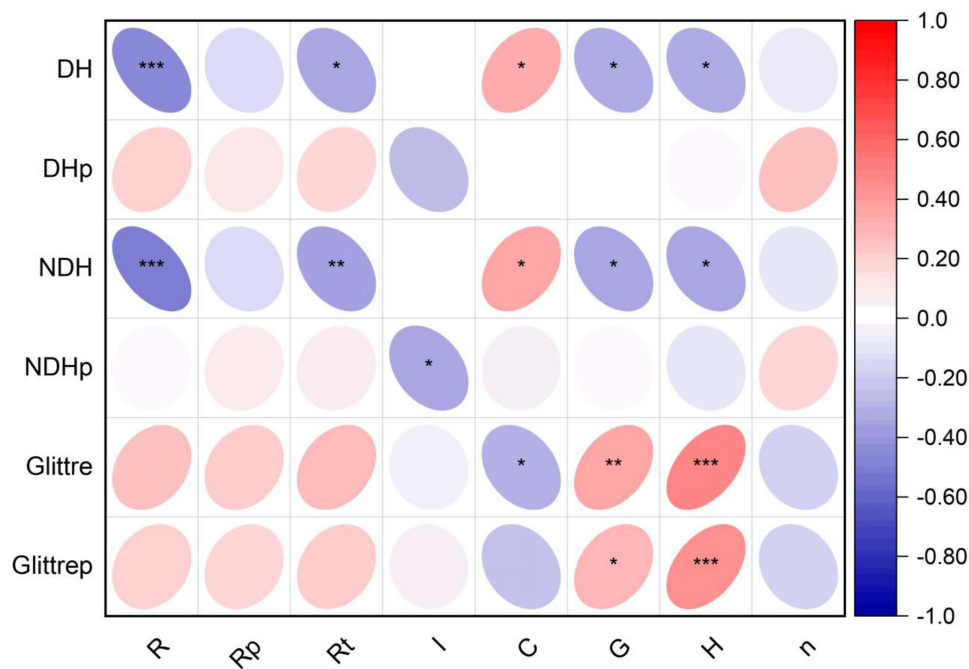 DH *** * * * * 1.0
0.80
DHp 0.60
0.40
NDH *** ** * * * 0.20
0.0
NDHp * -0.20
Glittre * ** *** -0.40
-0.60
Glittrep * *** -0.80
-1.0
R Rp Rt I C G H n